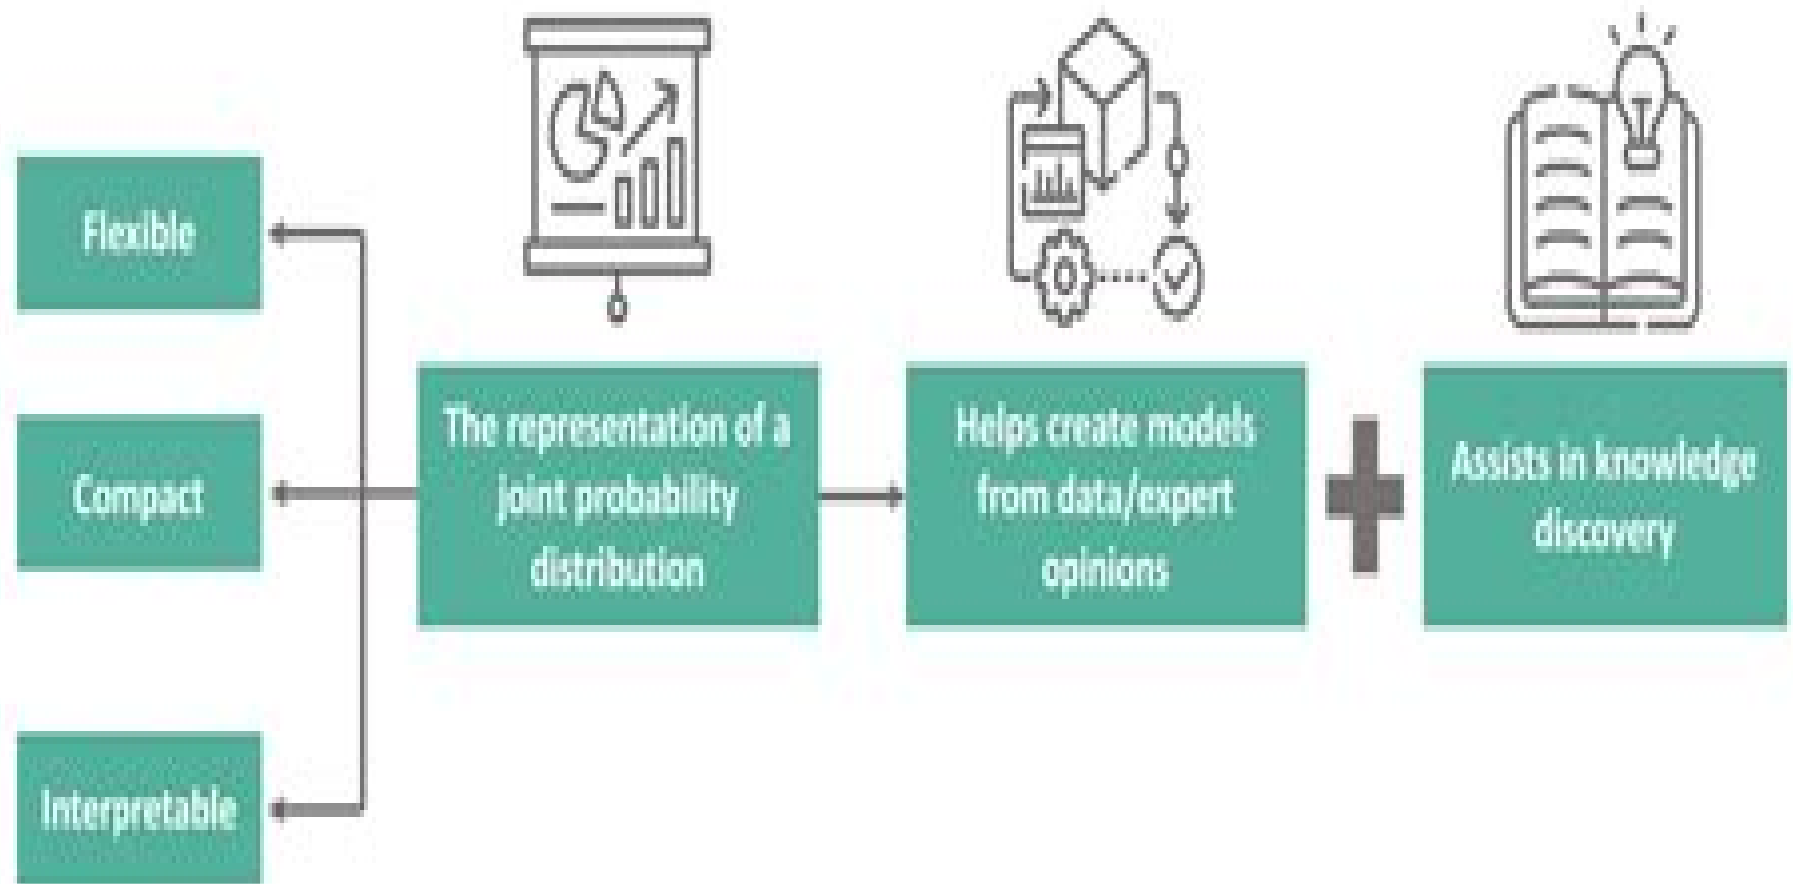 Flexible
Compact
Interpretable
The representation of a
joint probability
distribution
Helps create models
from data/expert
opinions
Assists in knowledge
discovery